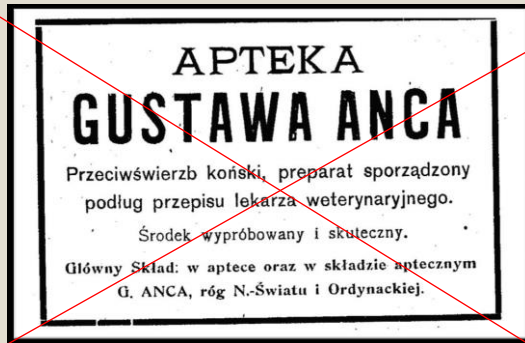 APTEKA
GUSTAWA ANCA
Przeciwświerzb koński, preparat sporządzony
podług przepisu lekarza weterynaryjnego.
Środek wypróbowany i skuteczny.
Główny Skład: w aptece oraz w składzie aptecznym
G. ANCA, róg N.-Światu i Ordynackiej.